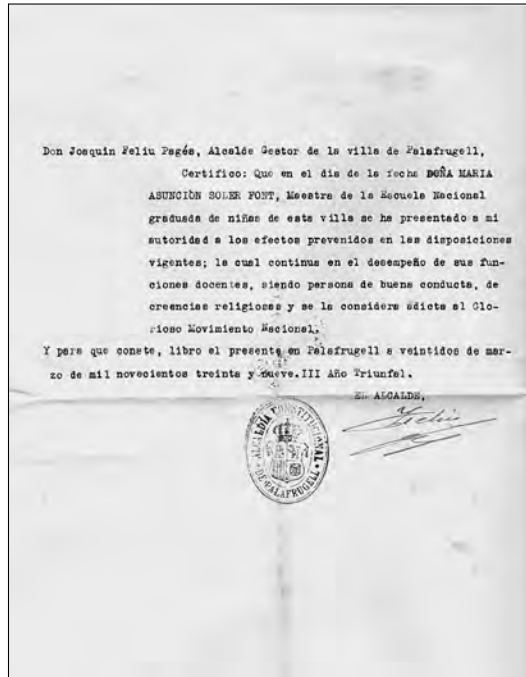 Don Joaquin Feliu Pagés, Alcalde Gestor de la villa de Palafrugell,
Certifico: Que en el dia de la fecha DOÑA MARIA
ASUNCIÒN SOLER FONT, Maestra de la Escuela Nacional
graduada de niñas de esta villa se ha presentado a mi
autoridad a los efectos prevenidos en las disposiciones
vigentes; la cual continua en el desempeño de sus fun-
ciones docentes, siendo persona de buena conducta, de
creencias religiosas y se la considera adicta al Glo-
rioso Movimiento Nacional.
Y para que conste, libro el presente en Palafrugell a veintidos de mar-
zo de mil novecientos treinta y nueve.III Año Triunfal.
EL ALCALDE,
Feliu
ALCALDÍA CONSTITUCIONAL
DE PALAFRUGELL